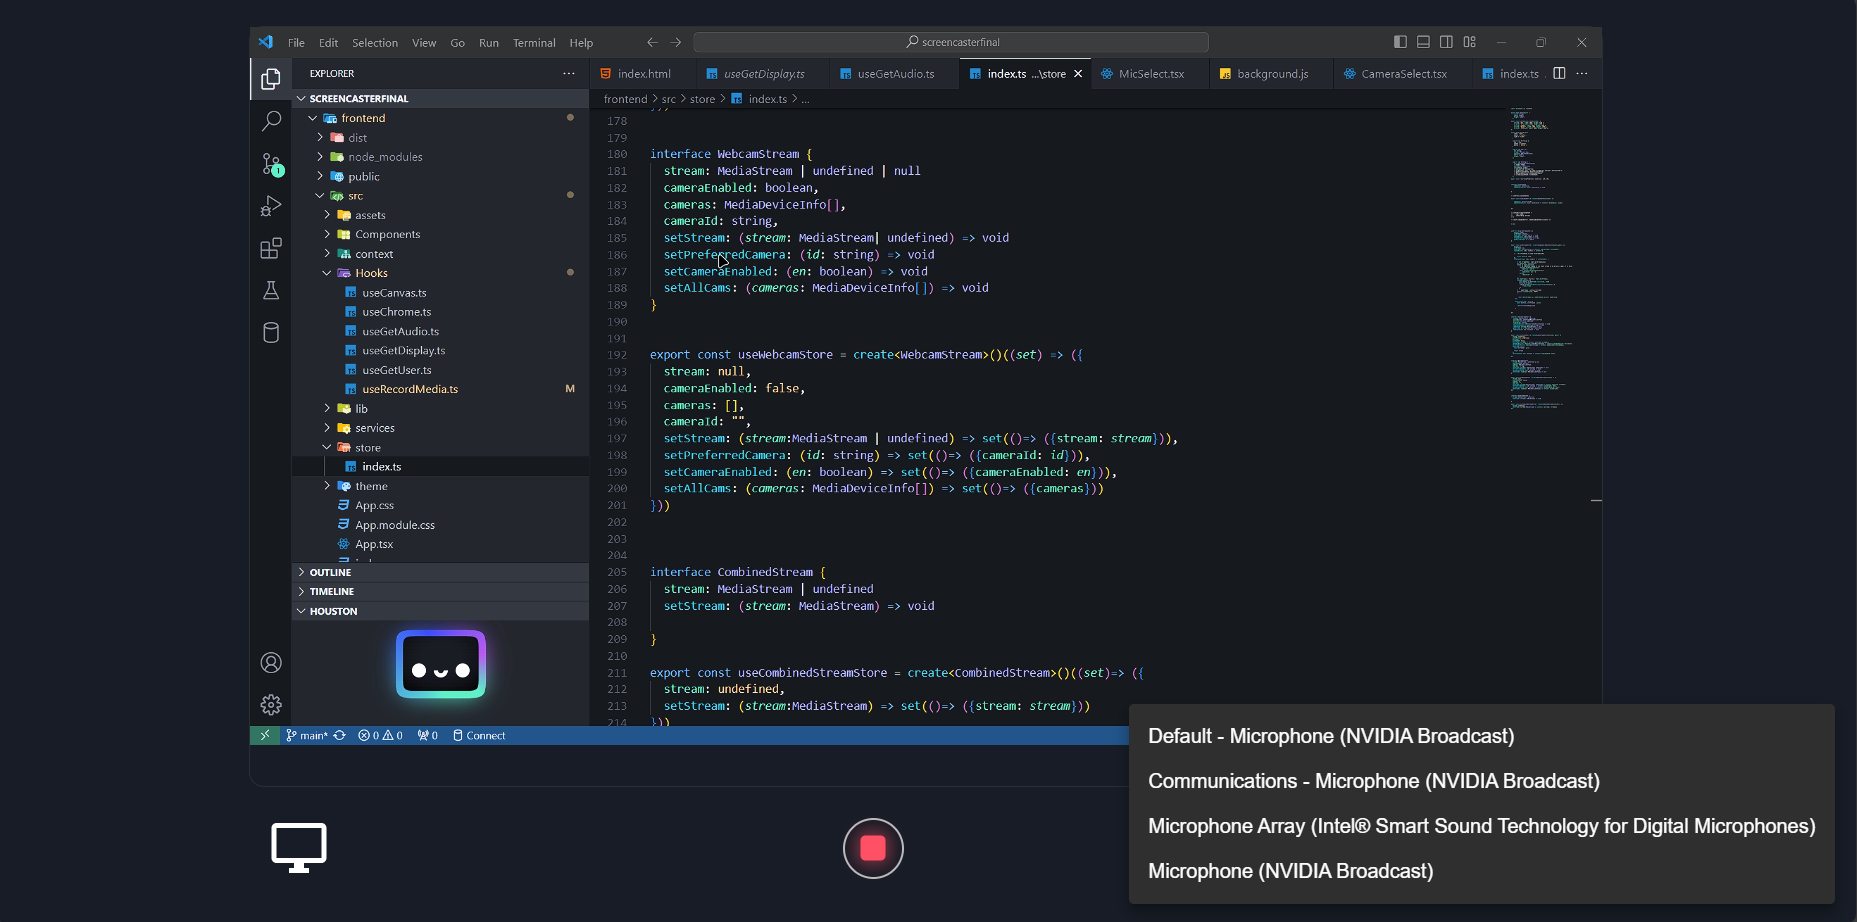 File Edit Selection View Go Run Terminal Help
screencasterfinal
EXPLORER
index.html
useGetDisplay.ts
useGetAudio.ts
index.ts ...\store
MicSelect.tsx
background.js
CameraSelect.tsx
index.ts
SCREENCASTERFINAL
frontend > src > store > index.ts > ...
frontend
dist
node_modules
public
src
assets
Components
context
Hooks
useCanvas.ts
useChrome.ts
useGetAudio.ts
useGetDisplay.ts
useGetUser.ts
useRecordMedia.ts M
lib
services
store
index.ts
theme
App.css
App.module.css
App.tsx
OUTLINE
TIMELINE
HOUSTON
178
179
180 interface WebcamStream {
181 stream: MediaStream | undefined | null
182 cameraEnabled: boolean,
183 cameras: MediaDeviceInfo[],
184 cameraId: string,
185 setStream: (stream: MediaStream| undefined) => void
186 setPreferredCamera: (id: string) => void
187 setCameraEnabled: (en: boolean) => void
188 setAllCams: (cameras: MediaDeviceInfo[]) => void
189 }
190
191
192 export const useWebcamStore = create<WebcamStream>()((set) => ({
193 stream: null,
194 cameraEnabled: false,
195 cameras: [],
196 cameraId: "",
197 setStream: (stream:MediaStream | undefined) => set(()=> ({stream: stream})),
198 setPreferredCamera: (id: string) => set(()=> ({cameraId: id})),
199 setCameraEnabled: (en: boolean) => set(()=> ({cameraEnabled: en})),
200 setAllCams: (cameras: MediaDeviceInfo[]) => set(()=> ({cameras}))
201 }))
202
203
204
205 interface CombinedStream {
206 stream: MediaStream | undefined
207 setStream: (stream: MediaStream) => void
208
209 }
210
211 export const useCombinedStreamStore = create<CombinedStream>()((set)=> ({
212 stream: undefined,
213 setStream: (stream:MediaStream) => set(()=> ({stream: stream}))
214 }))
1
main* 0 0 0 Connect
Default - Microphone (NVIDIA Broadcast)
Communications - Microphone (NVIDIA Broadcast)
Microphone Array (Intel® Smart Sound Technology for Digital Microphones)
Microphone (NVIDIA Broadcast)